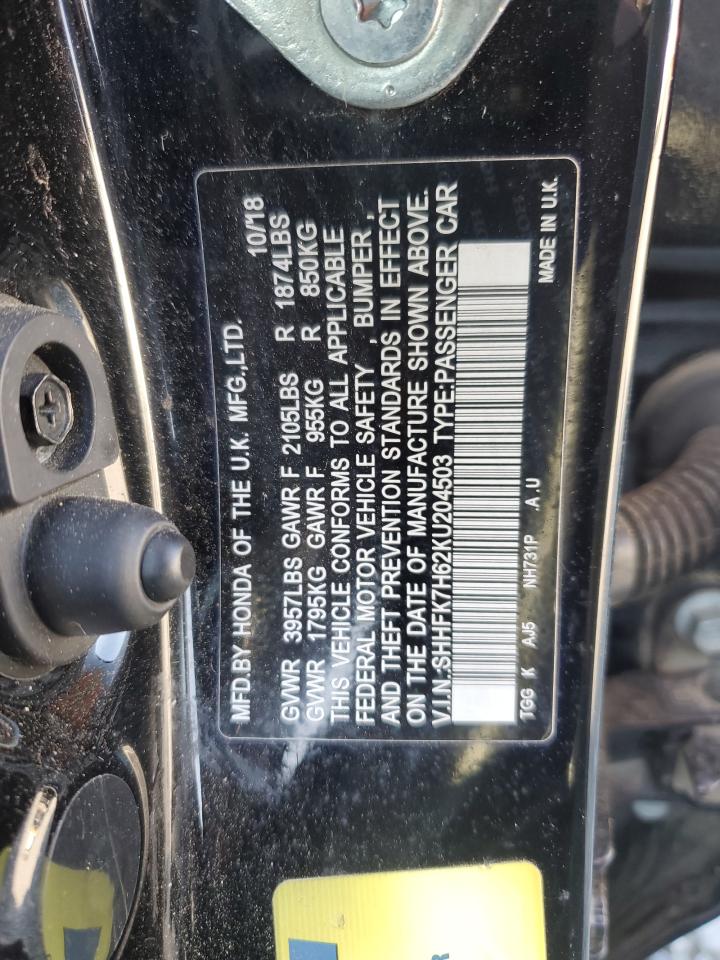 MFD.BY HONDA OF THE U.K. MFG.,LTD. 10/18
GVWR 3957LBS GAWR F 2105LBS R 1874LBS
GVWR 1795KG GAWR F 955KG R 850KG
THIS VEHICLE CONFORMS TO ALL APPLICABLE
FEDERAL MOTOR VEHICLE SAFETY , BUMPER ,
AND THEFT PREVENTION STANDARDS IN EFFECT
ON THE DATE OF MANUFACTURE SHOWN ABOVE.
V.I.N.SHHFK7H62KU204503 TYPE:PASSENGER CAR
TGG K AJ5 NH731P .A.U MADE IN U.K.